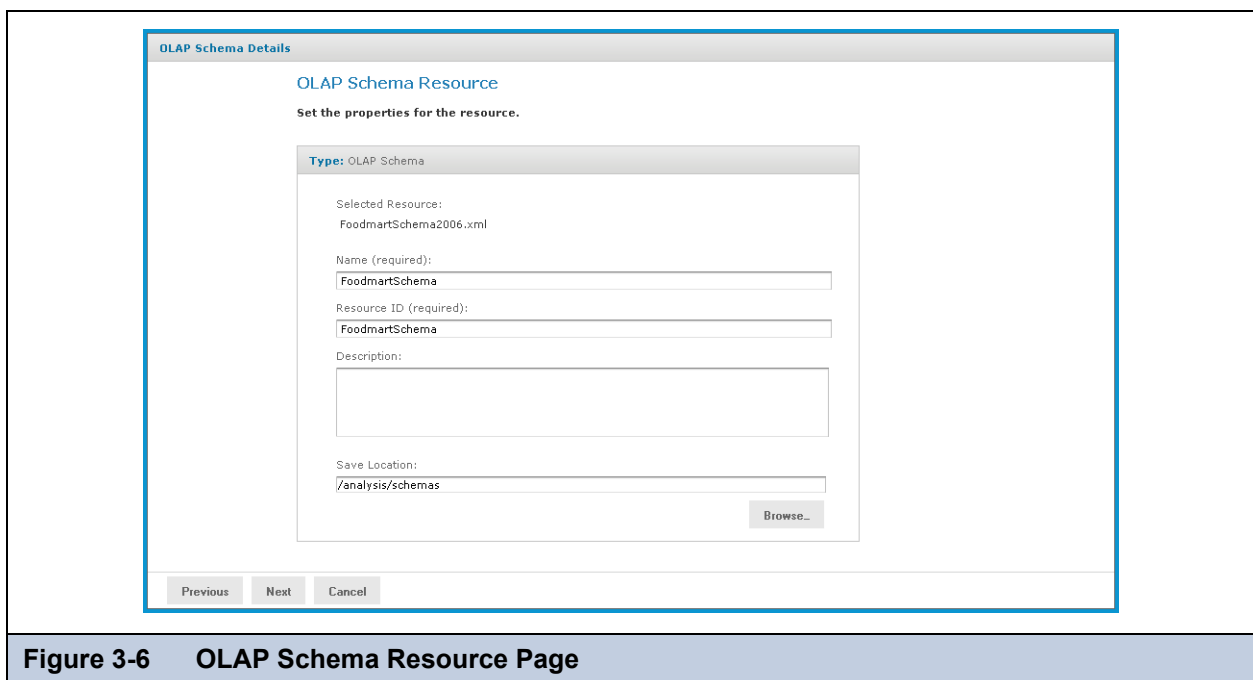 OLAP Schema Details
OLAP Schema Resource
Set the properties for the resource.
Type: OLAP Schema
Selected Resource:
FoodmartSchema2006.xml
Name (required):
FoodmartSchema
Resource ID (required):
FoodmartSchema
Description:
Save Location:
/analysis/schemas
Browse…
Previous Next Cancel
Figure 3-6 OLAP Schema Resource Page